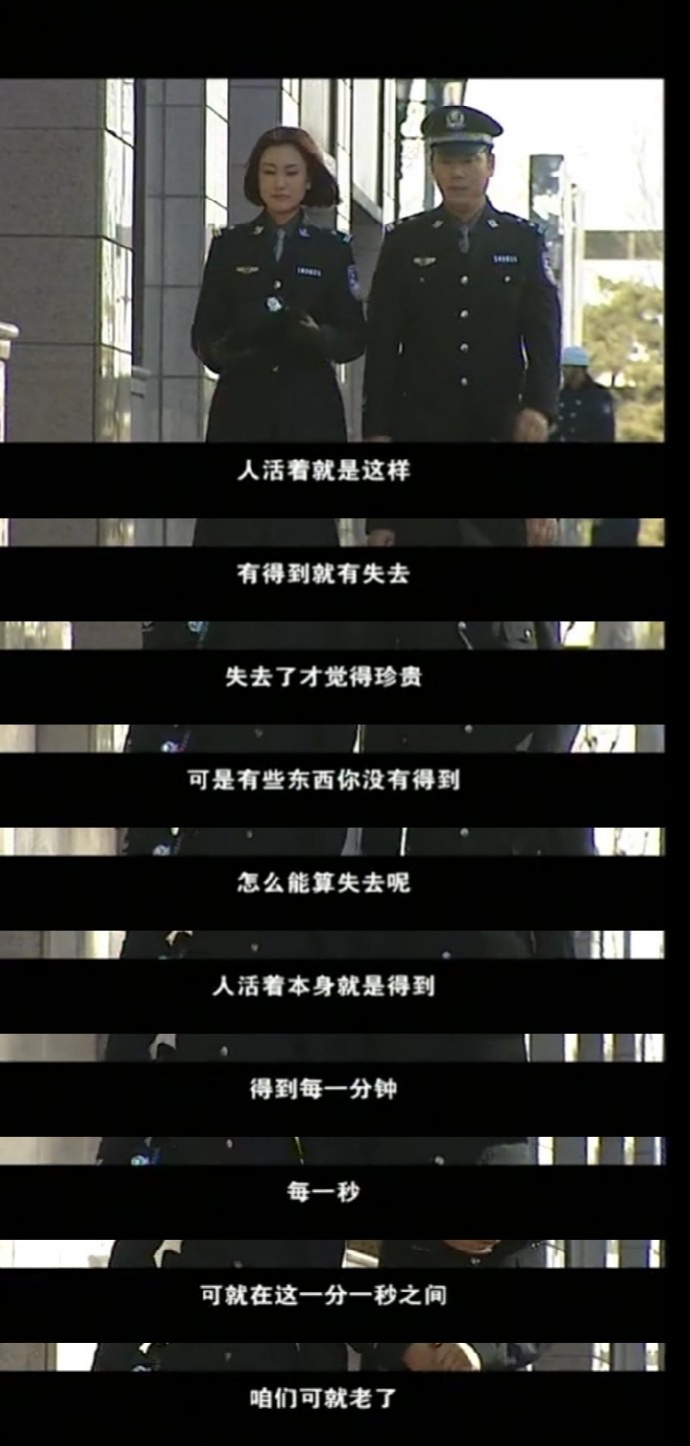 人活着就是这样
有得到就有失去
失去了才觉得珍贵
可是有些东西你没有得到
怎么能算失去呢
人活着本身就是得到
得到每一分钟
每一秒
可就在这一分一秒之间
咱们可就老了